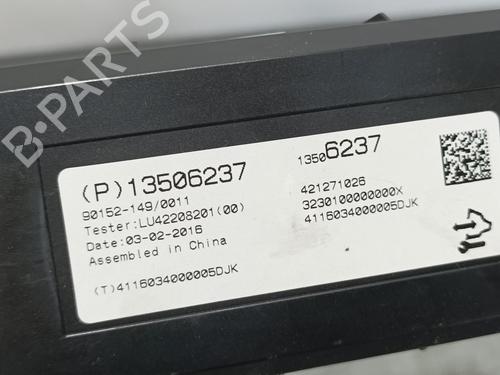 B-PARTS
(P)13506237
90152-149/0011
Tester:LU42208201(00)
Date:03-02-2016
Assembled in China
(T)4116034000005DJK
13506237
421271026
3230100000000X
4116034000005DJK